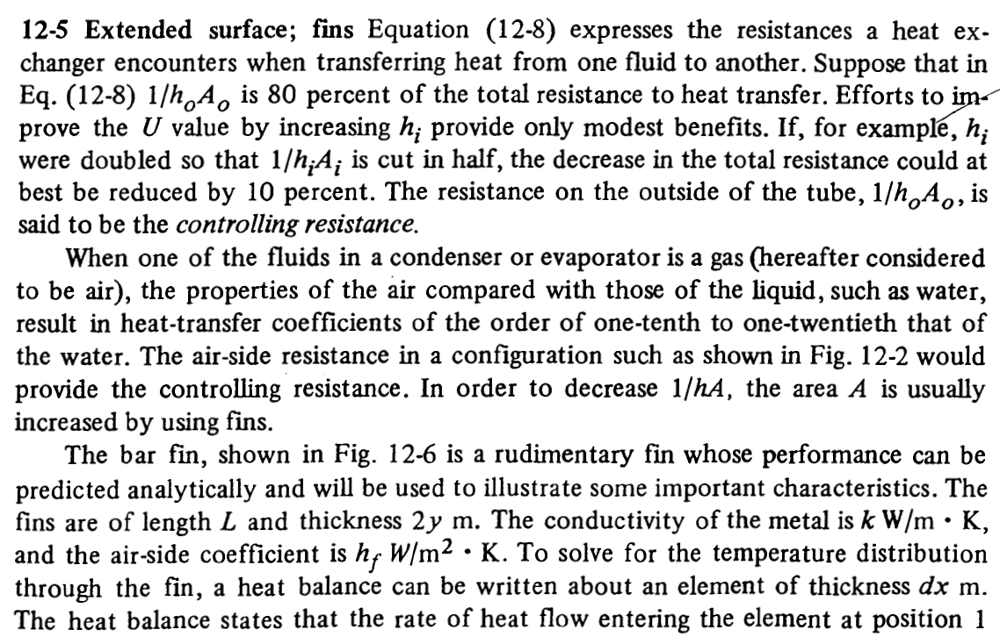 12-5 Extended surface; fins Equation (12-8) expresses the resistances a heat ex-
changer encounters when transferring heat from one fluid to another. Suppose that in
Eq. (12-8) 1/hₒAₒ is 80 percent of the total resistance to heat transfer. Efforts to im-
prove the U value by increasing hᵢ provide only modest benefits. If, for example, hᵢ
were doubled so that 1/hᵢAᵢ is cut in half, the decrease in the total resistance could at
best be reduced by 10 percent. The resistance on the outside of the tube, 1/hₒAₒ, is
said to be the controlling resistance.
When one of the fluids in a condenser or evaporator is a gas (hereafter considered
to be air), the properties of the air compared with those of the liquid, such as water,
result in heat-transfer coefficients of the order of one-tenth to one-twentieth that of
the water. The air-side resistance in a configuration such as shown in Fig. 12-2 would
provide the controlling resistance. In order to decrease 1/hA, the area A is usually
increased by using fins.
The bar fin, shown in Fig. 12-6 is a rudimentary fin whose performance can be
predicted analytically and will be used to illustrate some important characteristics. The
fins are of length L and thickness 2y m. The conductivity of the metal is k W/m · K,
and the air-side coefficient is h_f W/m² · K. To solve for the temperature distribution
through the fin, a heat balance can be written about an element of thickness dx m.
The heat balance states that the rate of heat flow entering the element at position 1